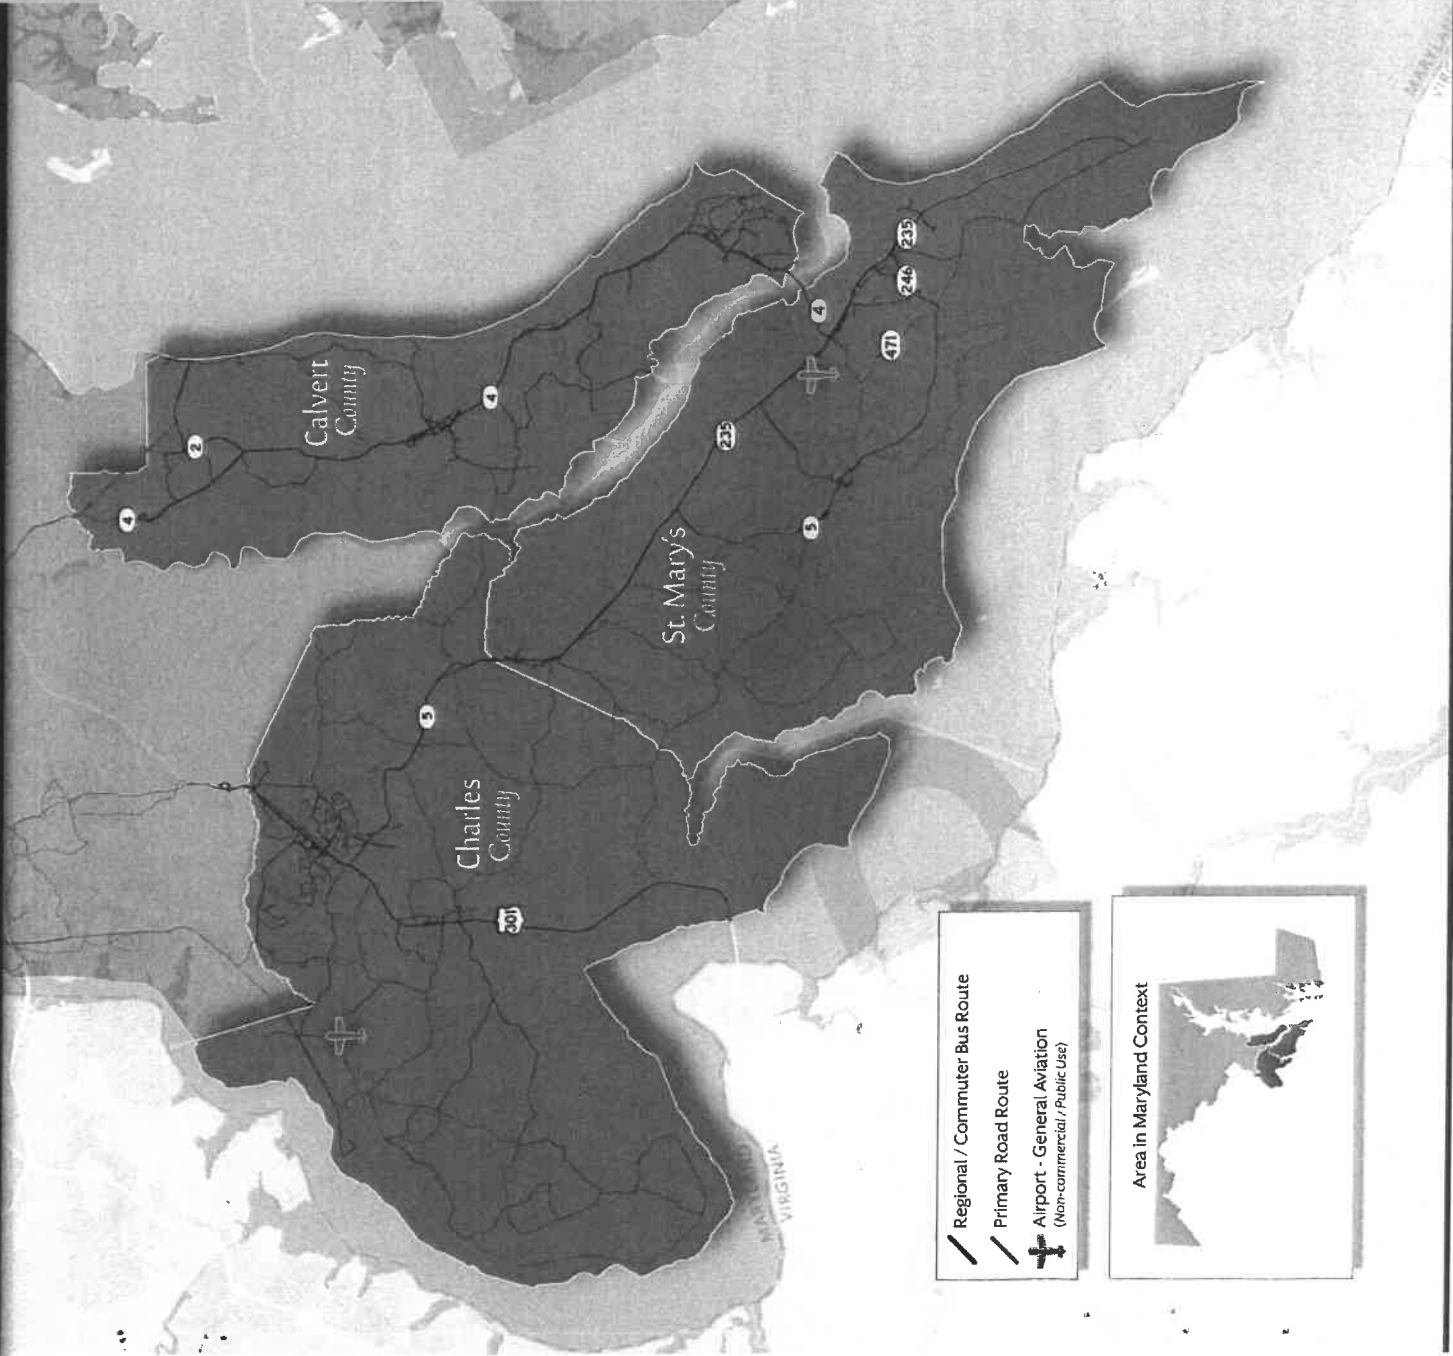 4
2
Calvert
County
4
5
Charles
County
301
St. Mary's
County
235
5
4
471
246
235
MARYLAND
VIRGINIA
Regional / Commuter Bus Route
Primary Road Route
Airport - General Aviation
(Non-commercial / Public Use)
Area in Maryland Context